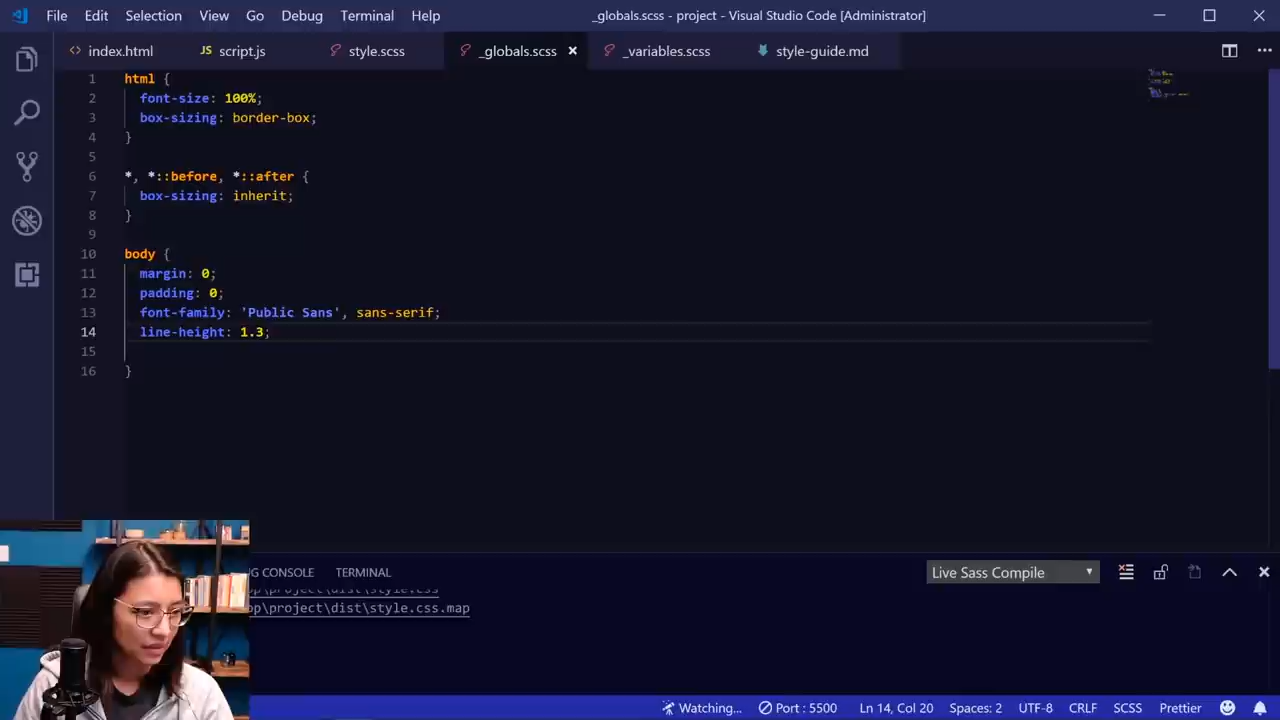 File Edit Selection View Go Debug Terminal Help _globals.scss - project - Visual Studio Code [Administrator]
<> index.html JS script.js style.scss _globals.scss × _variables.scss style-guide.md
1 html {
2 font-size: 100%;
3 box-sizing: border-box;
4 }
5
6 *, *::before, *::after {
7 box-sizing: inherit;
8 }
9
10 body {
11 margin: 0;
12 padding: 0;
13 font-family: 'Public Sans', sans-serif;
14 line-height: 1.3;
15
16 }
CONSOLE TERMINAL Live Sass Compile
\project\dist\style.css
\project\dist\style.css.map
Watching... Port : 5500 Ln 14, Col 20 Spaces: 2 UTF-8 CRLF SCSS Prettier